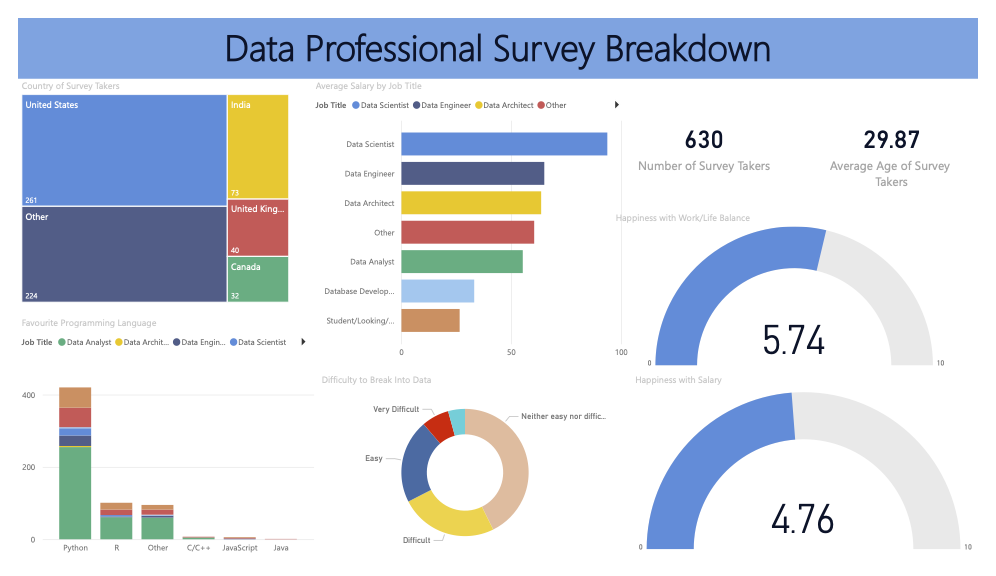 Data Professional Survey Breakdown
Country of Survey Takers
United States
261
Other
224
India
73
United King...
40
Canada
32
Average Salary by Job Title
Job Title Data Scientist Data Engineer Data Architect Other
Data Scientist
Data Engineer
Data Architect
Other
Data Analyst
Database Develop...
Student/Looking/...
0 50 100
630
Number of Survey Takers
29.87
Average Age of Survey
Takers
Happiness with Work/Life Balance
5.74
0 10
Favourite Programming Language
Job Title Data Analyst Data Archit... Data Engin... Data Scientist
400
200
0
Python R Other C/C++ JavaScript Java
Difficulty to Break Into Data
Very Difficult
Neither easy nor diffic...
Easy
Difficult
Happiness with Salary
4.76
0 10